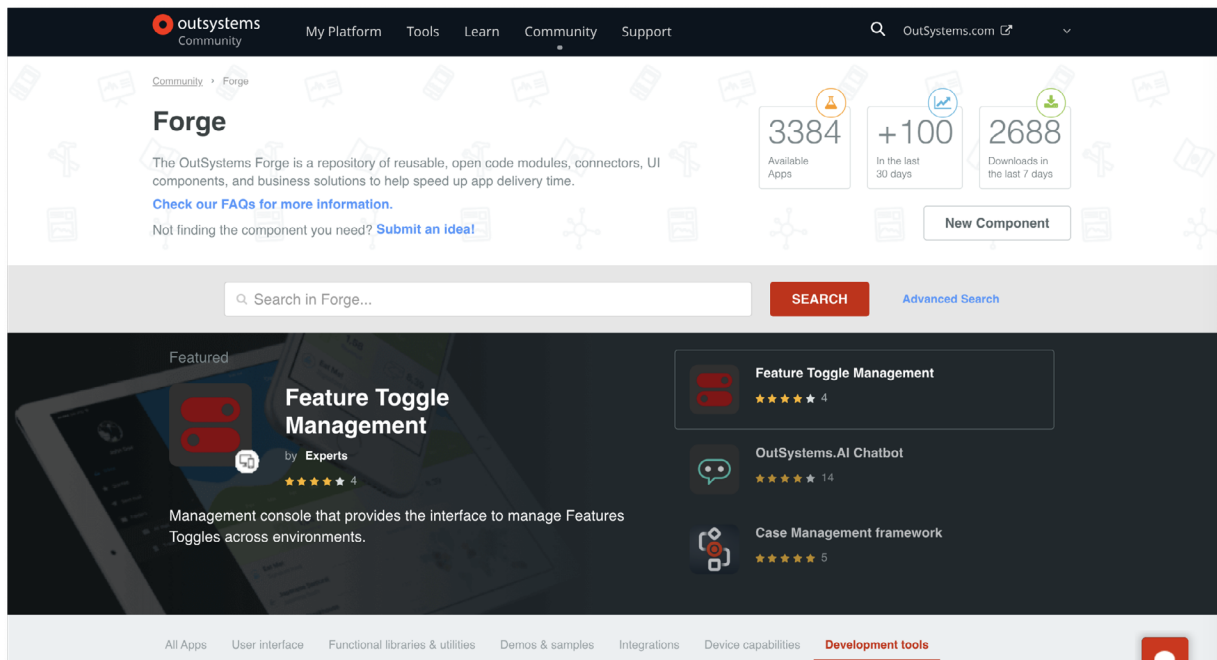 outsystems
Community
My Platform Tools Learn Community Support
OutSystems.com
Community > Forge
Forge
The OutSystems Forge is a repository of reusable, open code modules, connectors, UI
components, and business solutions to help speed up app delivery time.
Check our FAQs for more information.
Not finding the component you need? Submit an idea!
3384
Available
Apps
+100
In the last
30 days
2688
Downloads in
the last 7 days
New Component
Search in Forge...
SEARCH
Advanced Search
Featured
Feature Toggle
Management
by Experts
4
Management console that provides the interface to manage Features
Toggles across environments.
Feature Toggle Management
4
OutSystems.AI Chatbot
14
Case Management framework
5
All Apps User interface Functional libraries & utilities Demos & samples Integrations Device capabilities Development tools